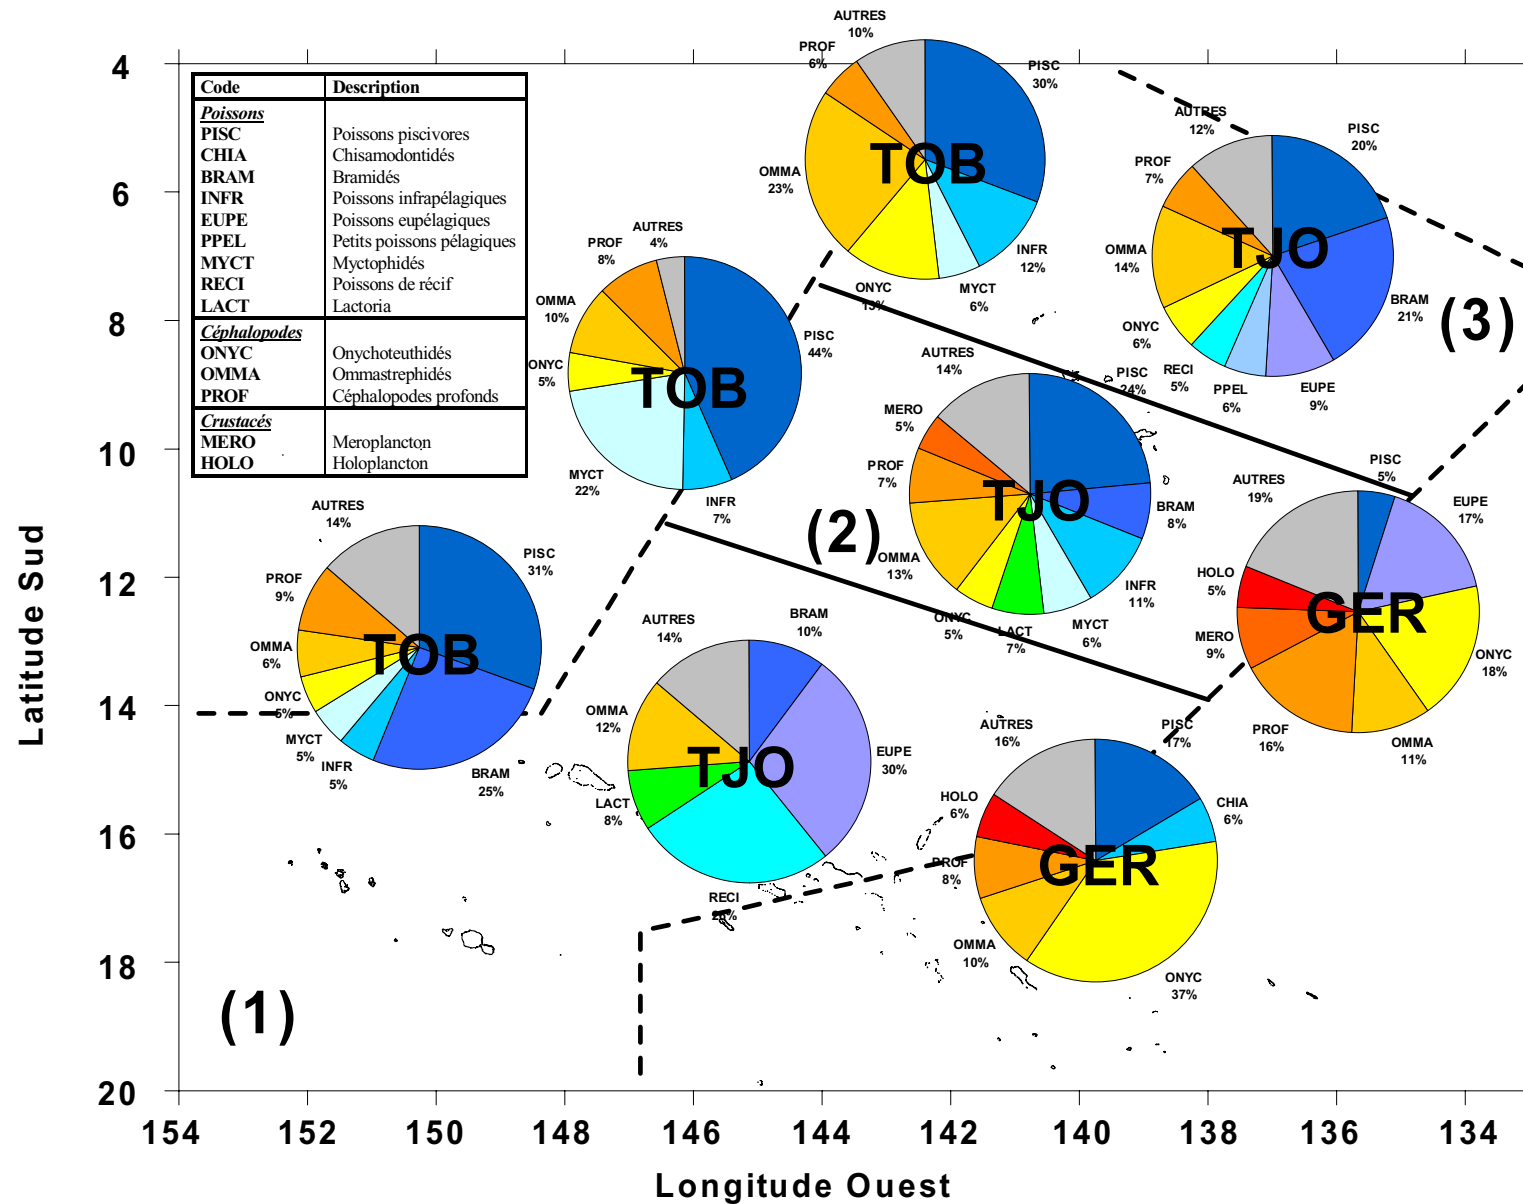 Code Description
Poissons
PISC Poissons piscivores
CHIA Chisamodontidés
BRAM Bramidés
INFR Poissons infrapélagiques
EUPE Poissons eupélagiques
PPEL Petits poissons pélagiques
MYCT Myctophidés
RECI Poissons de récif
LACT Lactoria
Céphalopodes
ONYC Onychoteuthidés
OMMA Ommastrephidés
PROF Céphalopodes profonds
Crustacés
MERO Meroplancton
HOLO Holoplancton
AUTRES
10%
PISC
30%
INFR
12%
MYCT
6%
ONYC
13%
OMMA
23%
PROF
6%
TOB
AUTRES
12%
PISC
20%
BRAM
21%
EUPE
9%
PPEL
6%
RECI
5%
ONYC
6%
OMMA
14%
PROF
7%
TJO
(3)
AUTRES
4%
PISC
44%
INFR
7%
MYCT
22%
ONYC
5%
OMMA
10%
PROF
8%
TOB
AUTRES
14%
PISC
24%
BRAM
8%
INFR
11%
MYCT
6%
LACT
7%
ONYC
5%
OMMA
13%
PROF
7%
MERO
5%
TJO
(2)
AUTRES
19%
PISC
5%
EUPE
17%
ONYC
18%
OMMA
11%
PROF
16%
MERO
9%
HOLO
5%
GER
AUTRES
14%
PISC
31%
BRAM
25%
INFR
5%
MYCT
5%
ONYC
5%
OMMA
6%
PROF
9%
TOB
AUTRES
14%
BRAM
10%
EUPE
30%
RECI
LACT
8%
OMMA
12%
TJO
AUTRES
16%
PISC
17%
CHIA
6%
ONYC
37%
OMMA
10%
PROF
8%
HOLO
6%
GER
(1)
4
6
8
10
12
14
16
18
20
Latitude Sud
154 152 150 148 146 144 142 140 138 136 134
Longitude Ouest